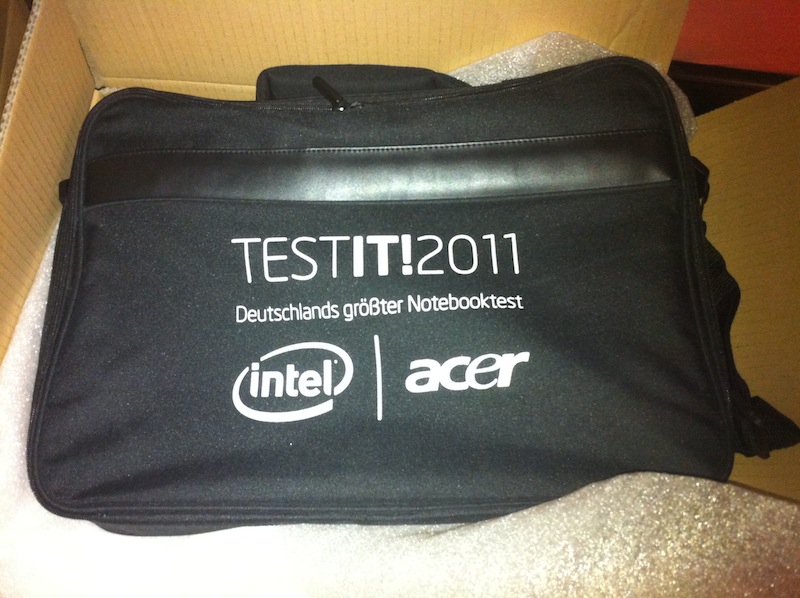 TESTIT!2011
Deutschlands größter Notebooktest
intel | acer